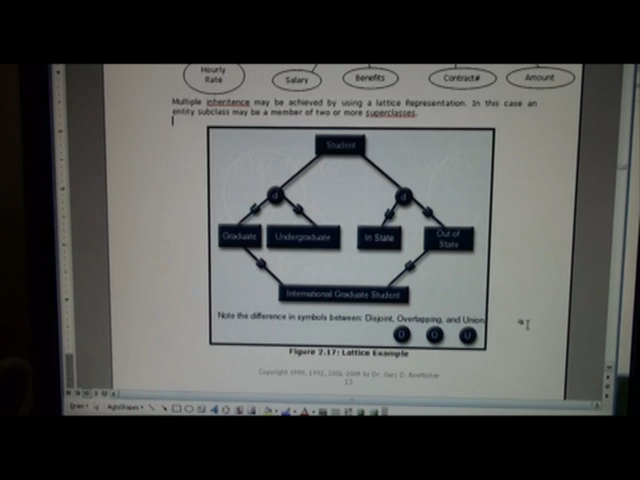 Hourly
Rate
Salary
Benefits
Contract#
Amount
Multiple inheritence may be achieved by using a lattice Representation. In this case an
entity subclass may be a member of two or more superclasses.
Student
d
d
Graduate
Undergraduate
In State
Out of
State
International Graduate Student
Note the difference in symbols between: Disjoint, Overlapping, and Union
D
O
U
Figure 2.17: Lattice Example
Copyright 1990, 1992, 2001-2009 by Dr. Gary D. Boetticher
13
Draw
AutoShapes